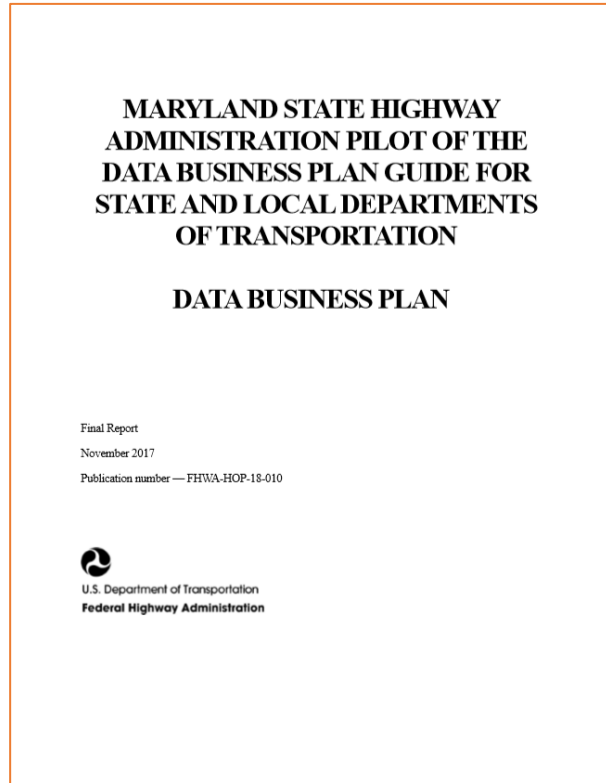 MARYLAND STATE HIGHWAY
ADMINISTRATION PILOT OF THE
DATA BUSINESS PLAN GUIDE FOR
STATE AND LOCAL DEPARTMENTS
OF TRANSPORTATION
DATA BUSINESS PLAN
Final Report
November 2017
Publication number — FHWA-HOP-18-010
U.S. Department of Transportation
Federal Highway Administration